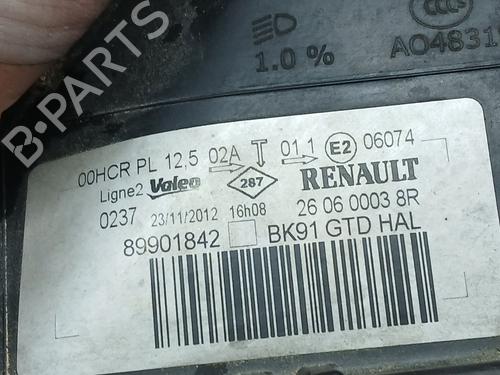 1.0 %
A04831
00HCR PL 12,5 02A 01,1 E2 06074
Ligne2 Valeo 287 RENAULT
0237 23/11/2012 16h08 26 06 0003 8R
89901842 BK91 GTD HAL
B-PARTS